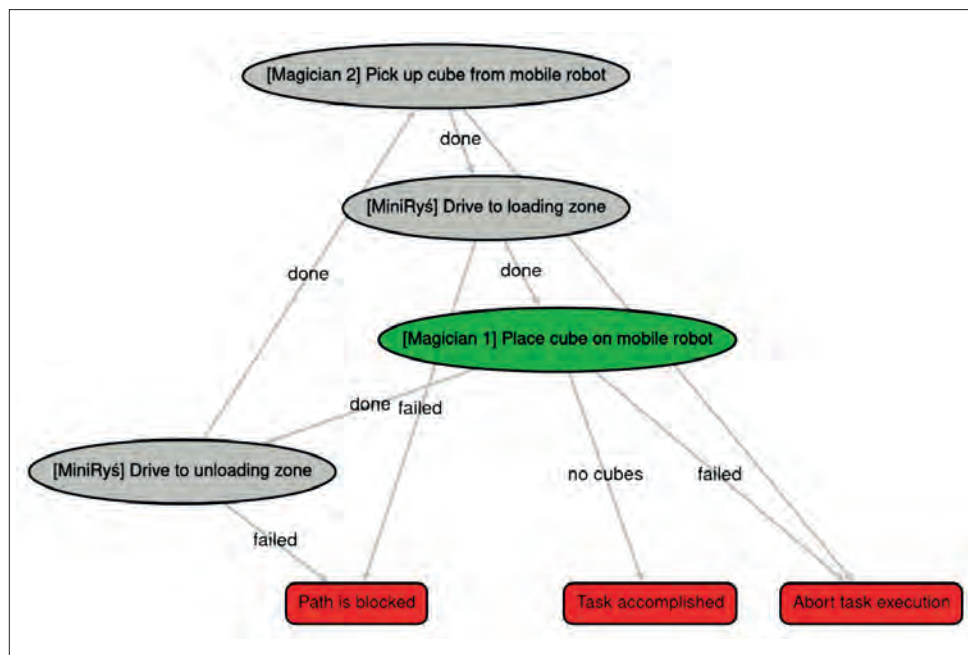 [Magician 2] Pick up cube from mobile robot
done
[MiniRyś] Drive to loading zone
done
done
[Magician 1] Place cube on mobile robot
done
failed
[MiniRyś] Drive to unloading zone
no cubes
failed
failed
Path is blocked
Task accomplished
Abort task execution